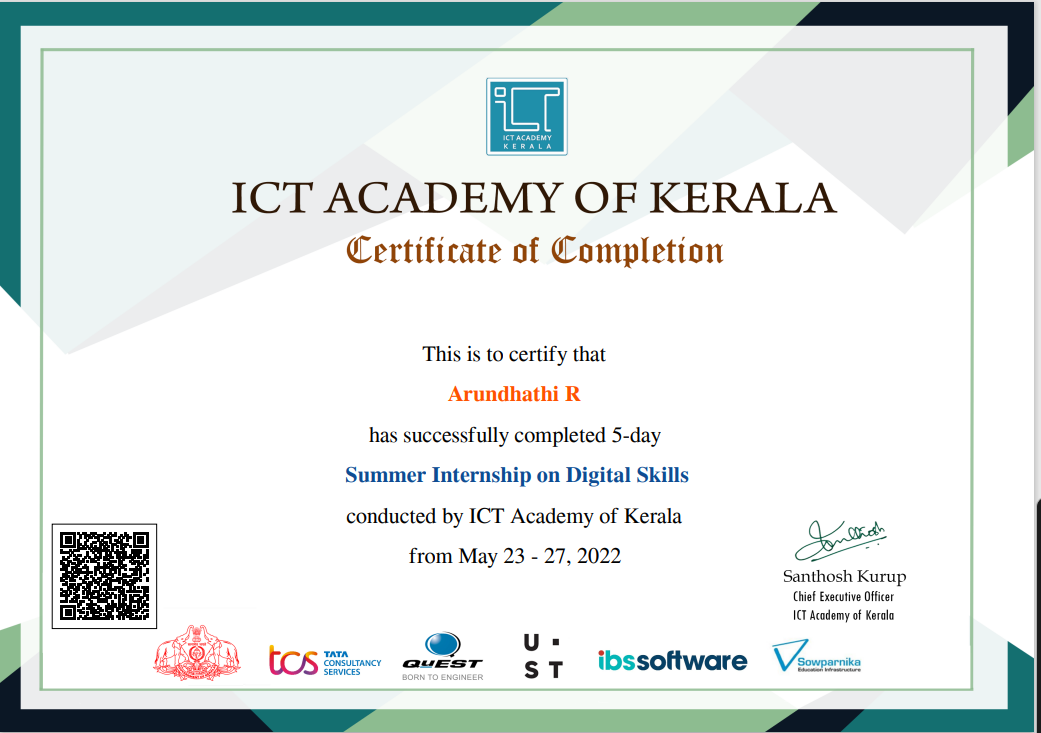 iCT
ICT ACADEMY
KERALA
ICT ACADEMY OF KERALA
Certificate of Completion
This is to certify that
Arundhathi R
has successfully completed 5-day
Summer Internship on Digital Skills
conducted by ICT Academy of Kerala
from May 23 - 27, 2022
Santhosh Kurup
Chief Executive Officer
ICT Academy of Kerala
tcs TATA
CONSULTANCY
SERVICES
QUEST
BORN TO ENGINEER
U ·
ST
ibssoftware
Sowparnika
Education Infrastructure